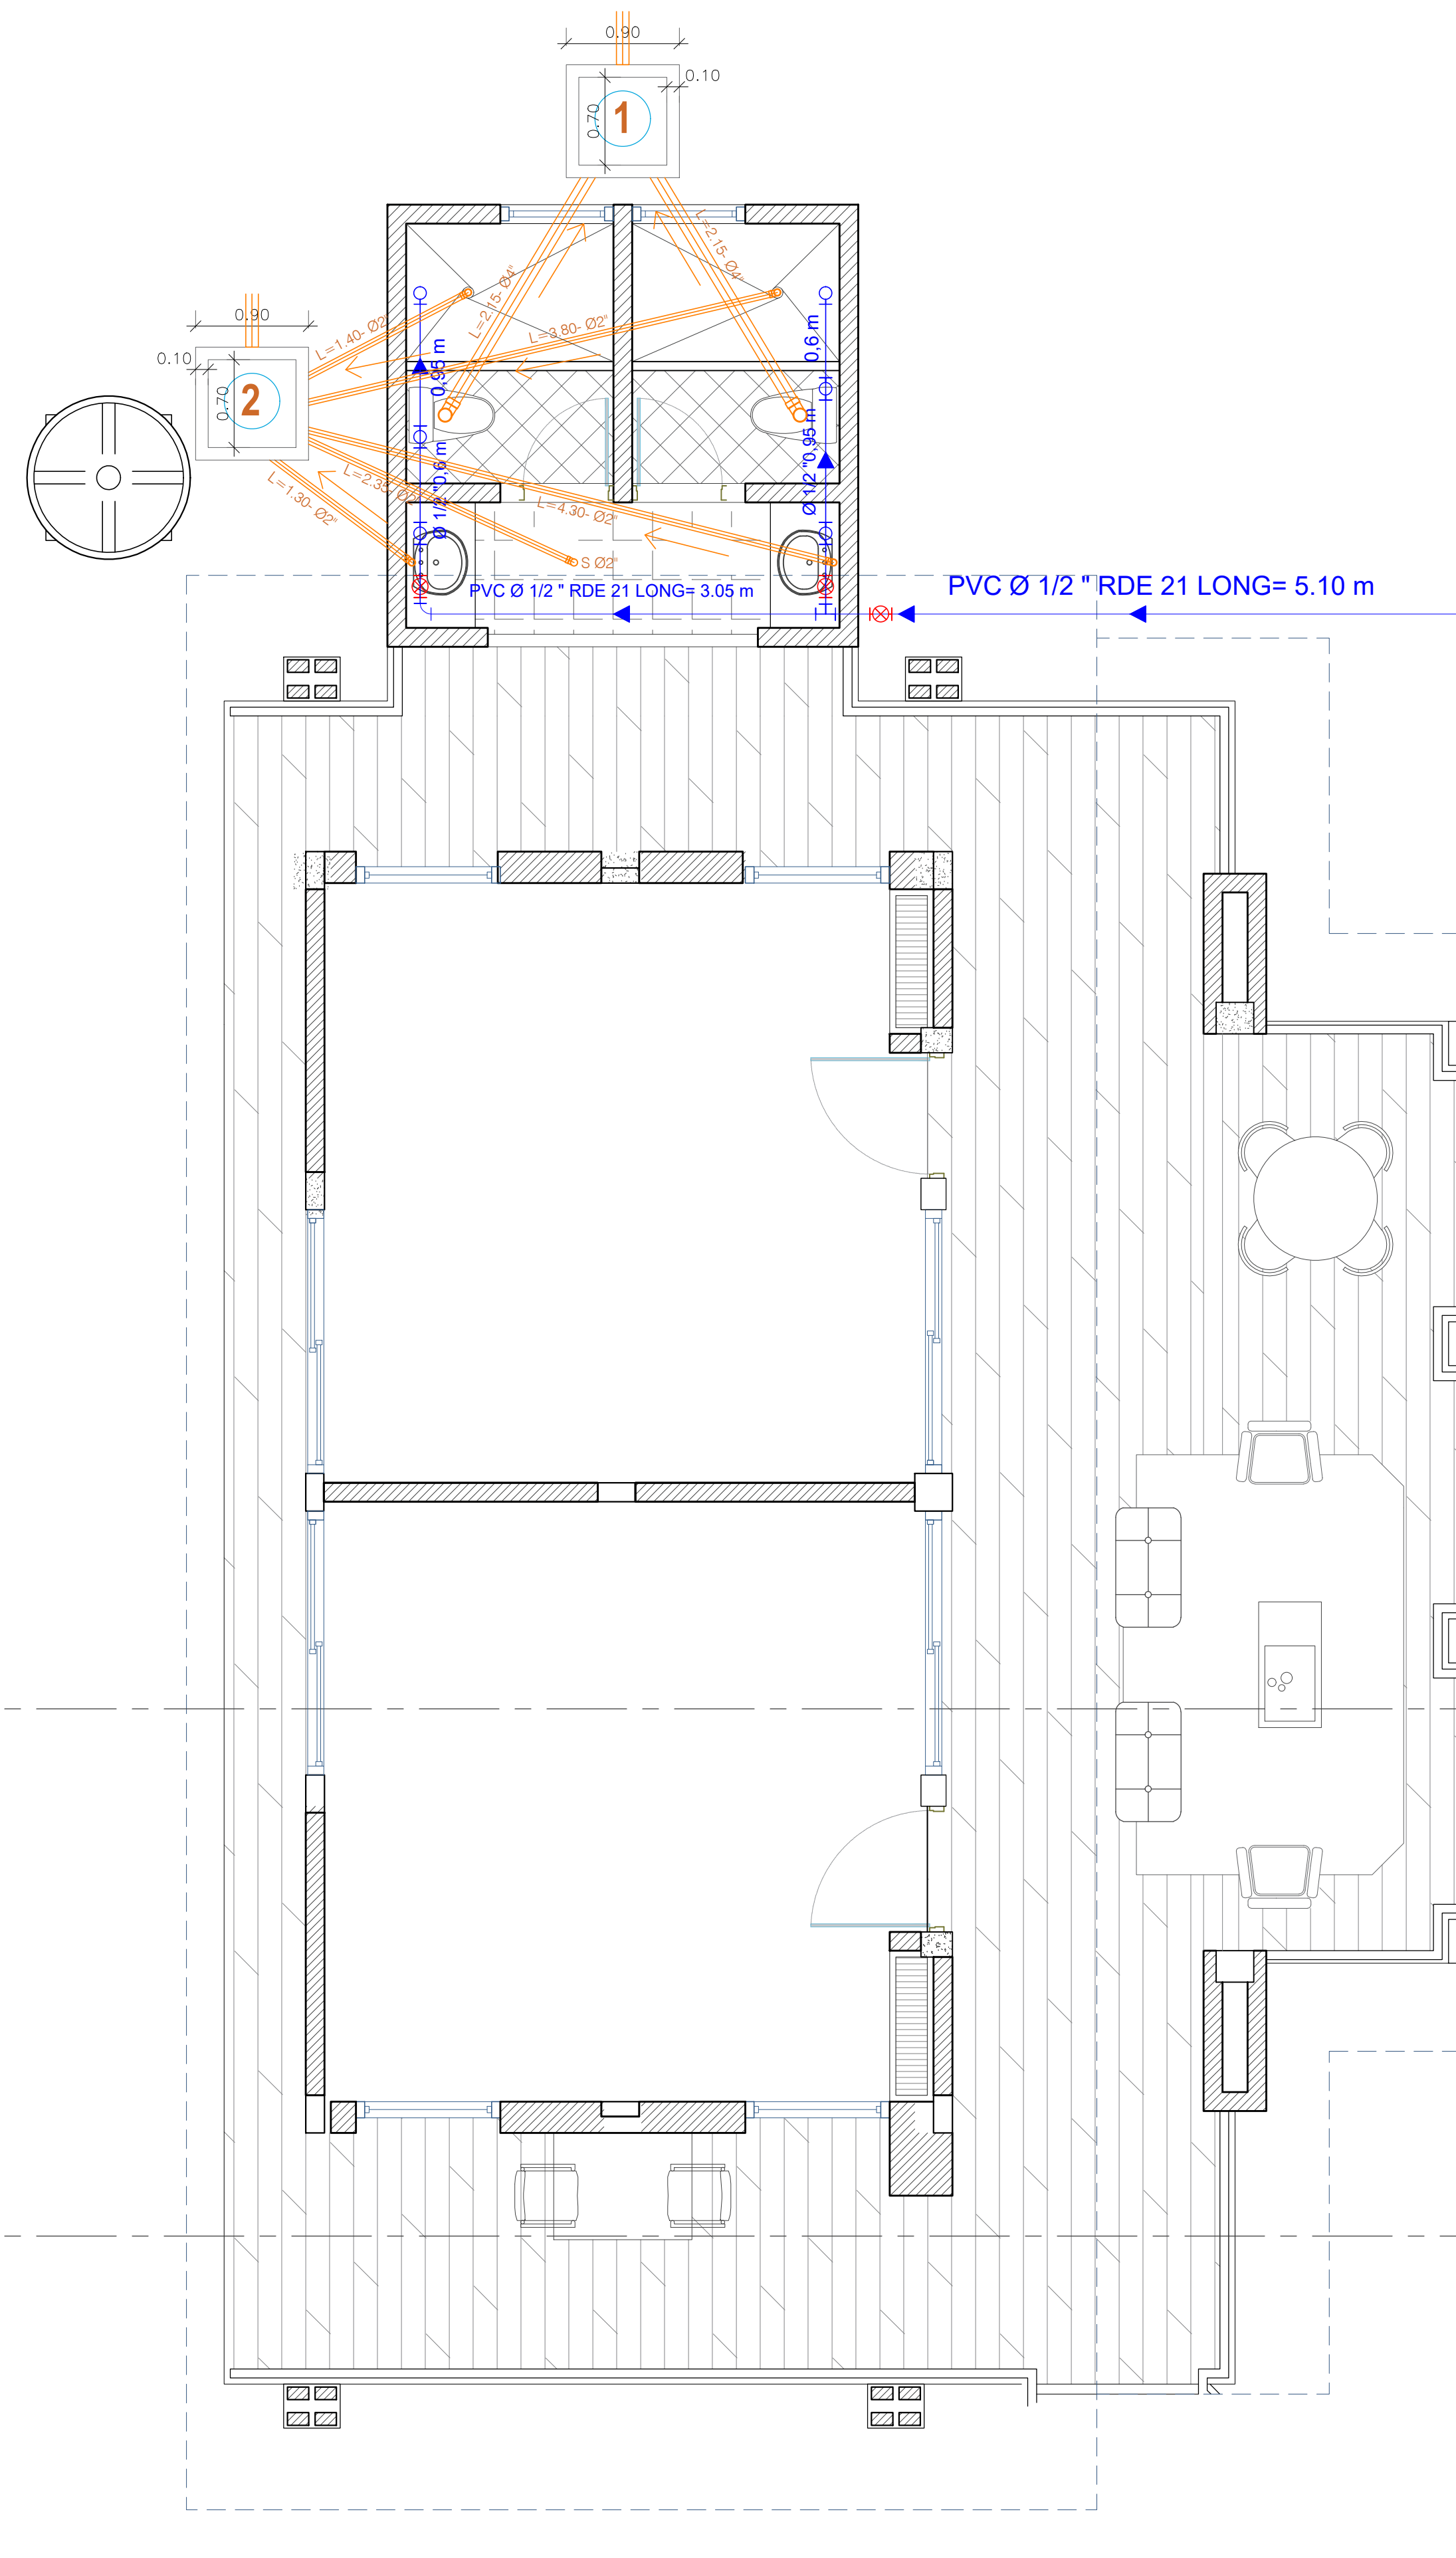 0.90
0.10
0.70
1
L=2.15- Ø4"
L=2.15- Ø4"
0.90
0.10
0.70
2
L=1.40- Ø2"
L=3.80- Ø2"
0,95 m
0,6 m
Ø 1/2 "0,6 m
Ø 1/2 "0,95 m
L=2.35- Ø2"
L=1.30- Ø2"
L=4.30- Ø2"
S Ø2"
PVC Ø 1/2 " RDE 21 LONG= 3.05 m
PVC Ø 1/2 " RDE 21 LONG= 5.10 m